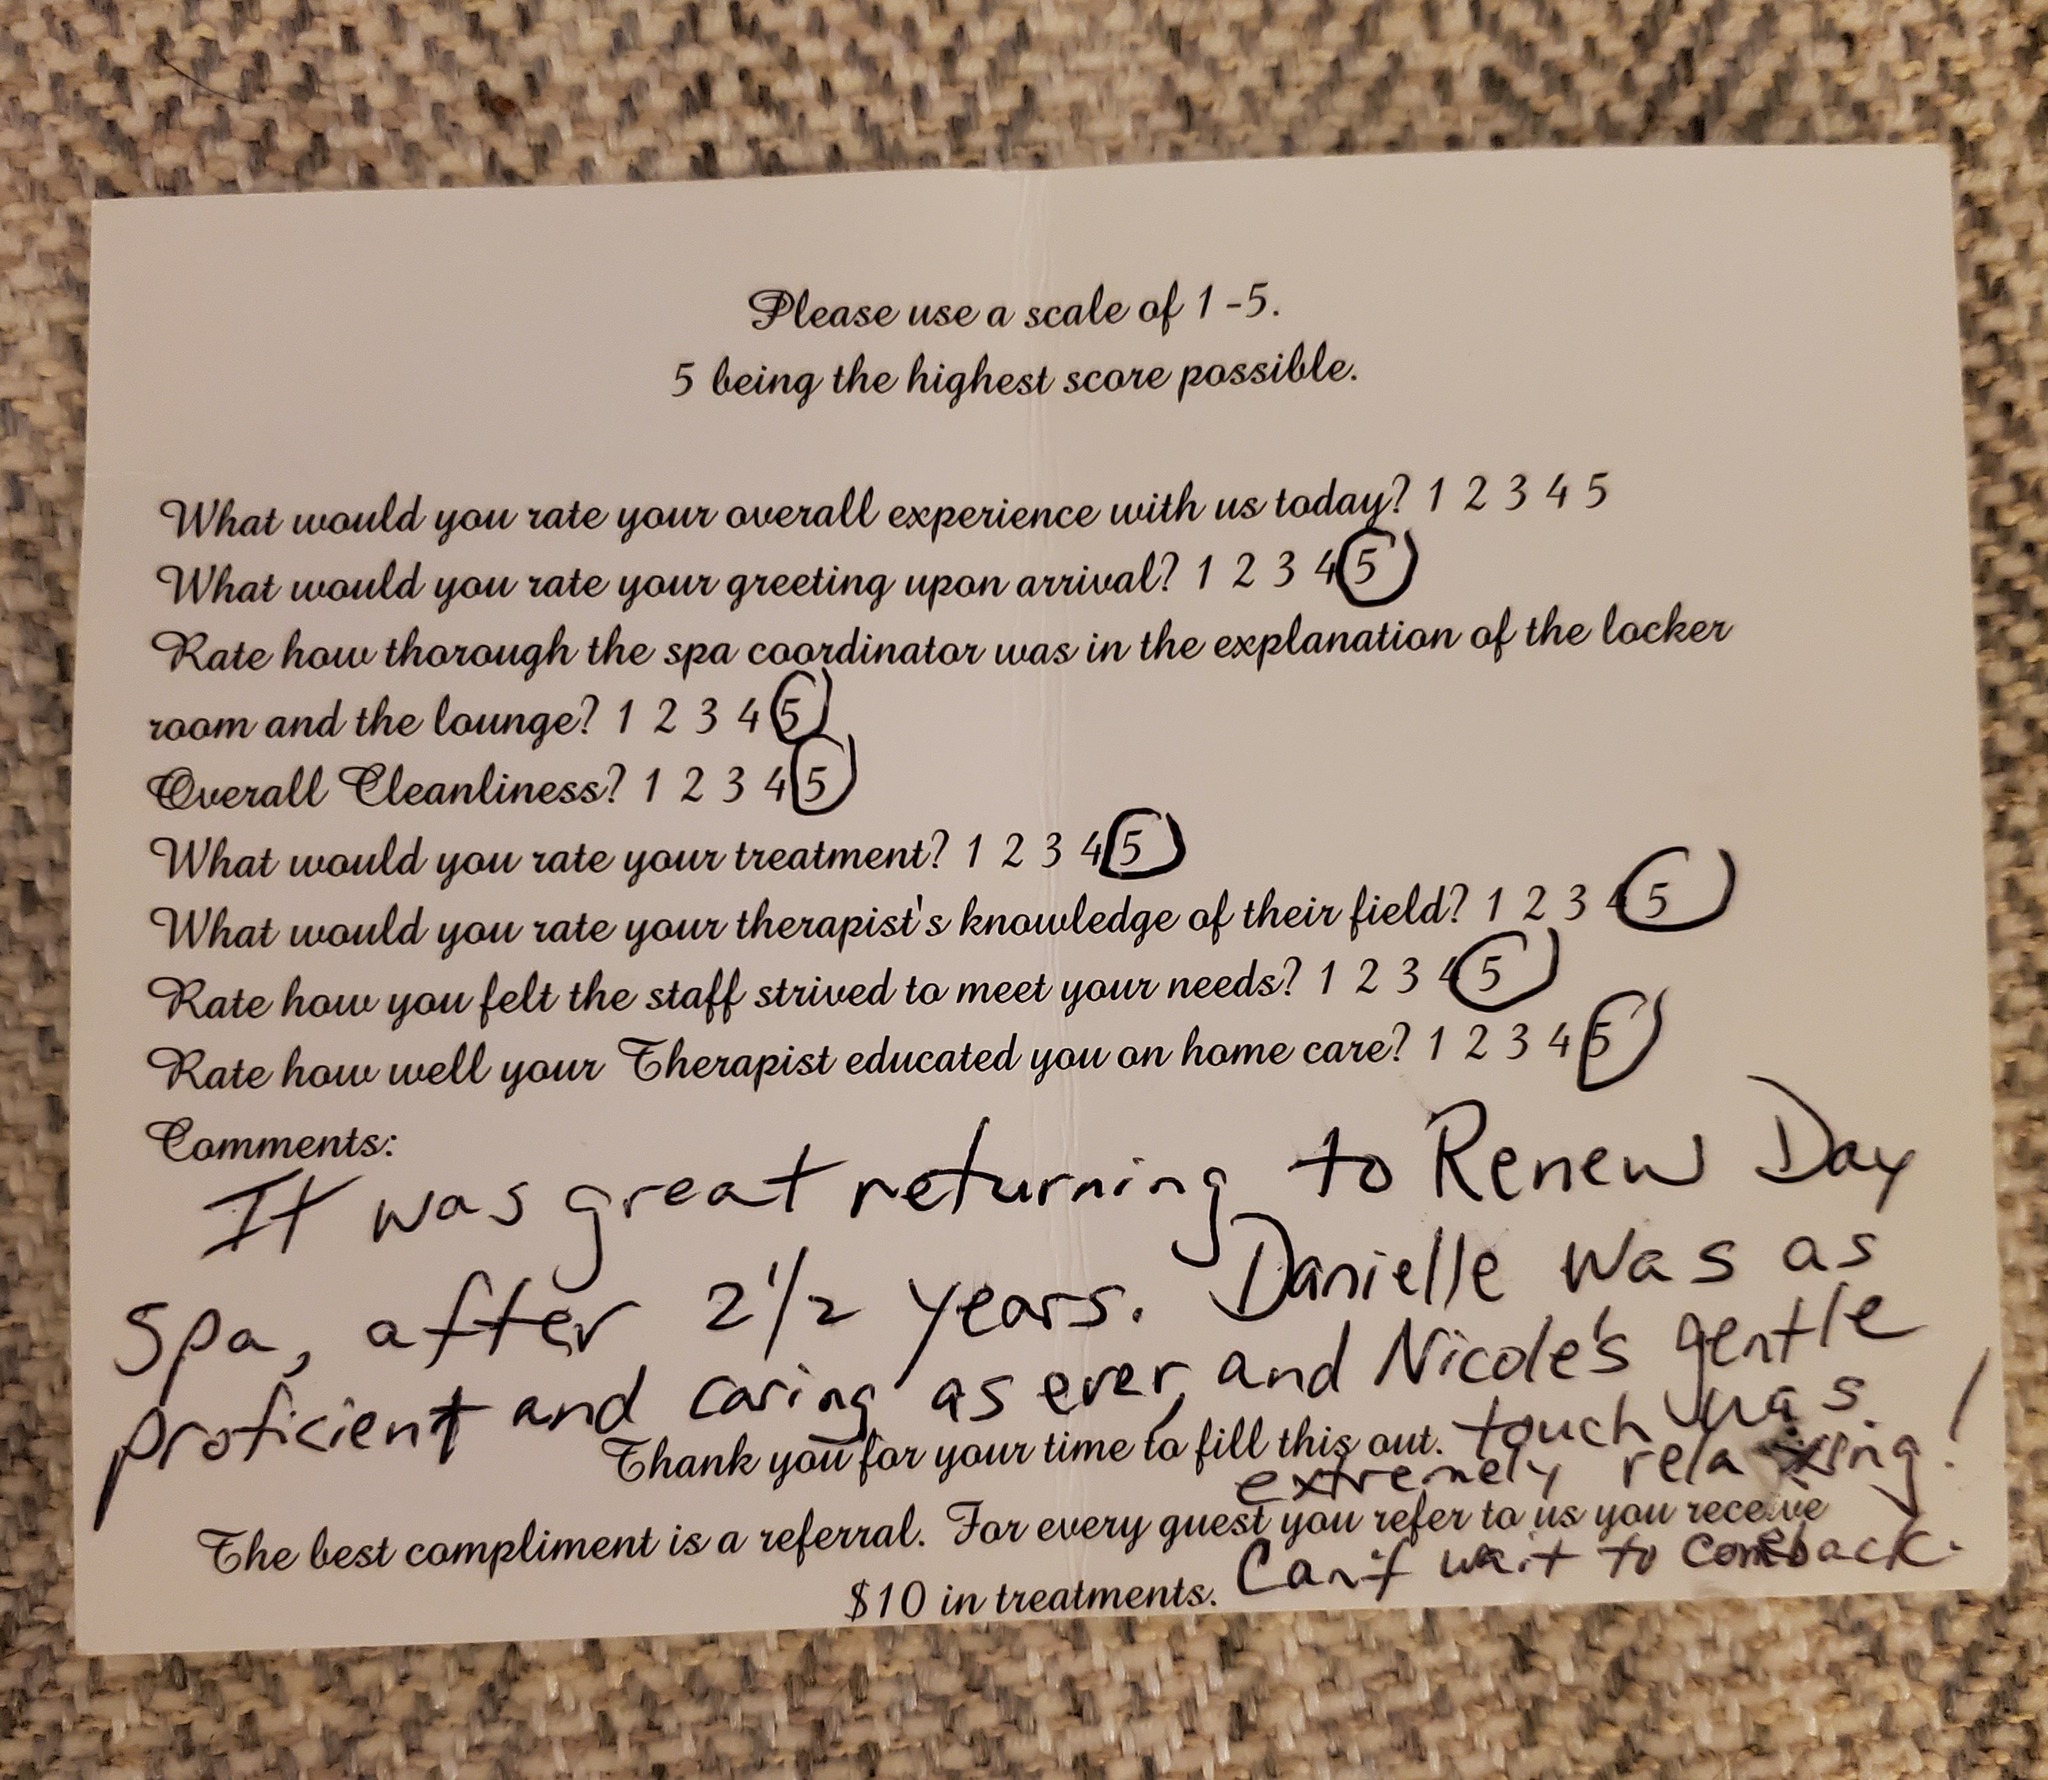 Please use a scale of 1-5.
5 being the highest score possible.
What would you rate your overall experience with us today? 1 2 3 4 5
What would you rate your greeting upon arrival? 1 2 3 4 5
Rate how thorough the spa coordinator was in the explanation of the locker
room and the lounge? 1 2 3 4 5
Overall Cleanliness? 1 2 3 4 5
What would you rate your treatment? 1 2 3 4 5
What would you rate your therapist's knowledge of their field? 1 2 3 4 5
Rate how you felt the staff strived to meet your needs? 1 2 3 4 5
Rate how well your Therapist educated you on home care? 1 2 3 4 5
Comments:
It was great returning to Renew Day
Spa, after 2 1/2 years. Danielle was as
proficient and caring as ever, and Nicole's gentle
touch was
extremely relaxing!
Can't wait to come back.
Thank you for your time to fill this out.
The best compliment is a referral. For every guest you refer to us you receive
$10 in treatments.